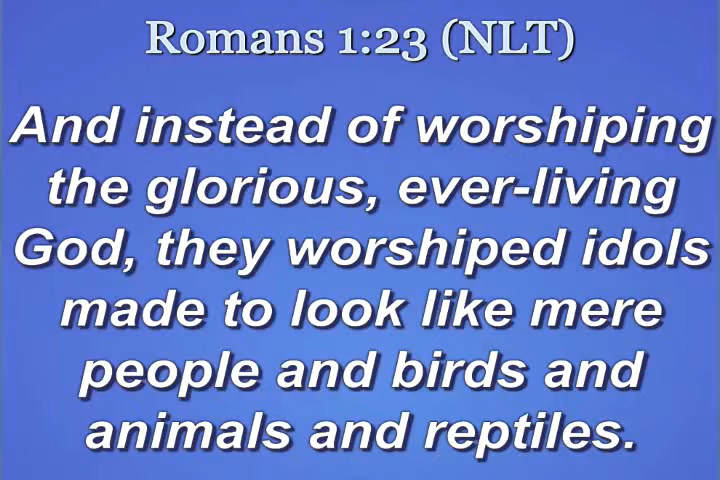 Romans 1:23 (NLT)
And instead of worshiping
the glorious, ever-living
God, they worshiped idols
made to look like mere
people and birds and
animals and reptiles.